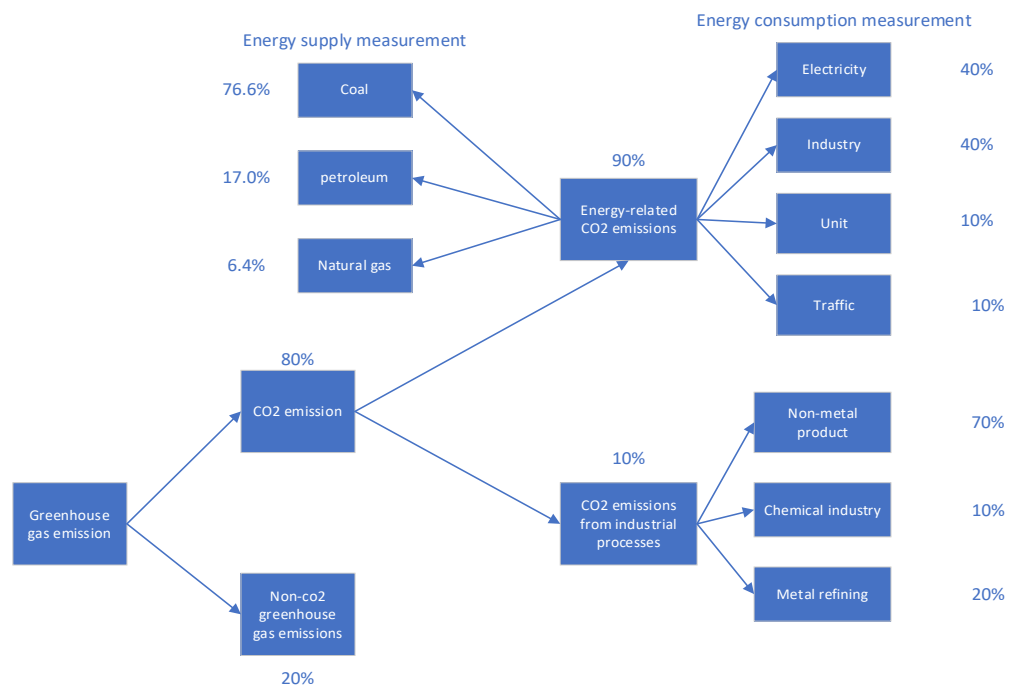 Energy consumption measurement
Energy supply measurement
76.6%
Coal
17.0%
petroleum
6.4%
Natural gas
90%
Energy-related
CO2 emissions
Electricity
40%
Industry
40%
Unit
10%
Traffic
10%
80%
CO2 emission
Greenhouse
gas emission
Non-co2
greenhouse
gas emissions
20%
10%
CO2 emissions
from industrial
processes
Non-metal
product
70%
Chemical industry
10%
Metal refining
20%